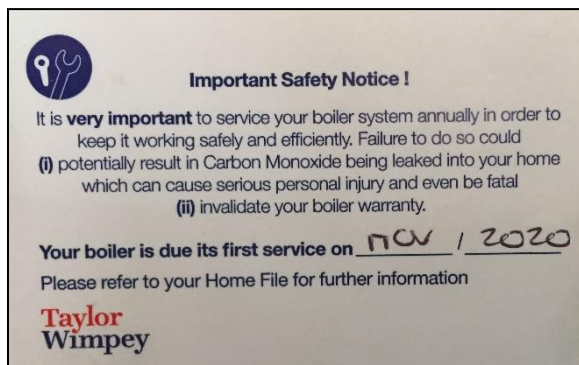 Important Safety Notice !
It is very important to service your boiler system annually in order to
keep it working safely and efficiently. Failure to do so could
(i) potentially result in Carbon Monoxide being leaked into your home
which can cause serious personal injury and even be fatal
(ii) invalidate your boiler warranty.
Your boiler is due its first service on nov / 2020
Please refer to your Home File for further information
Taylor
Wimpey